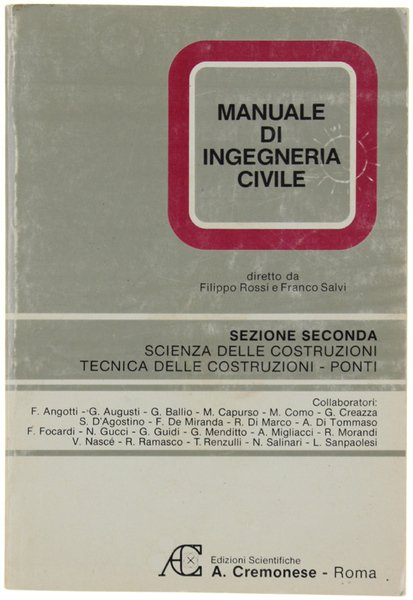 MANUALE
DI
INGEGNERIA
CIVILE
diretto da
Filippo Rossi e Franco Salvi
SEZIONE SECONDA
SCIENZA DELLE COSTRUZIONI
TECNICA DELLE COSTRUZIONI - PONTI
Collaboratori:
F. Angotti - G. Augusti - G. Ballio - M. Capurso - M. Como - G. Creazza
S. D'Agostino - F. De Miranda - R. Di Marco - A. Di Tommaso
F. Focardi - N. Gucci - G. Guidi - G. Menditto - A. Migliacci - R. Morandi
V. Nascé - R. Ramasco - T. Renzulli - N. Salinari - L. Sanpaolesi
Edizioni Scientifiche
A. Cremonese - Roma